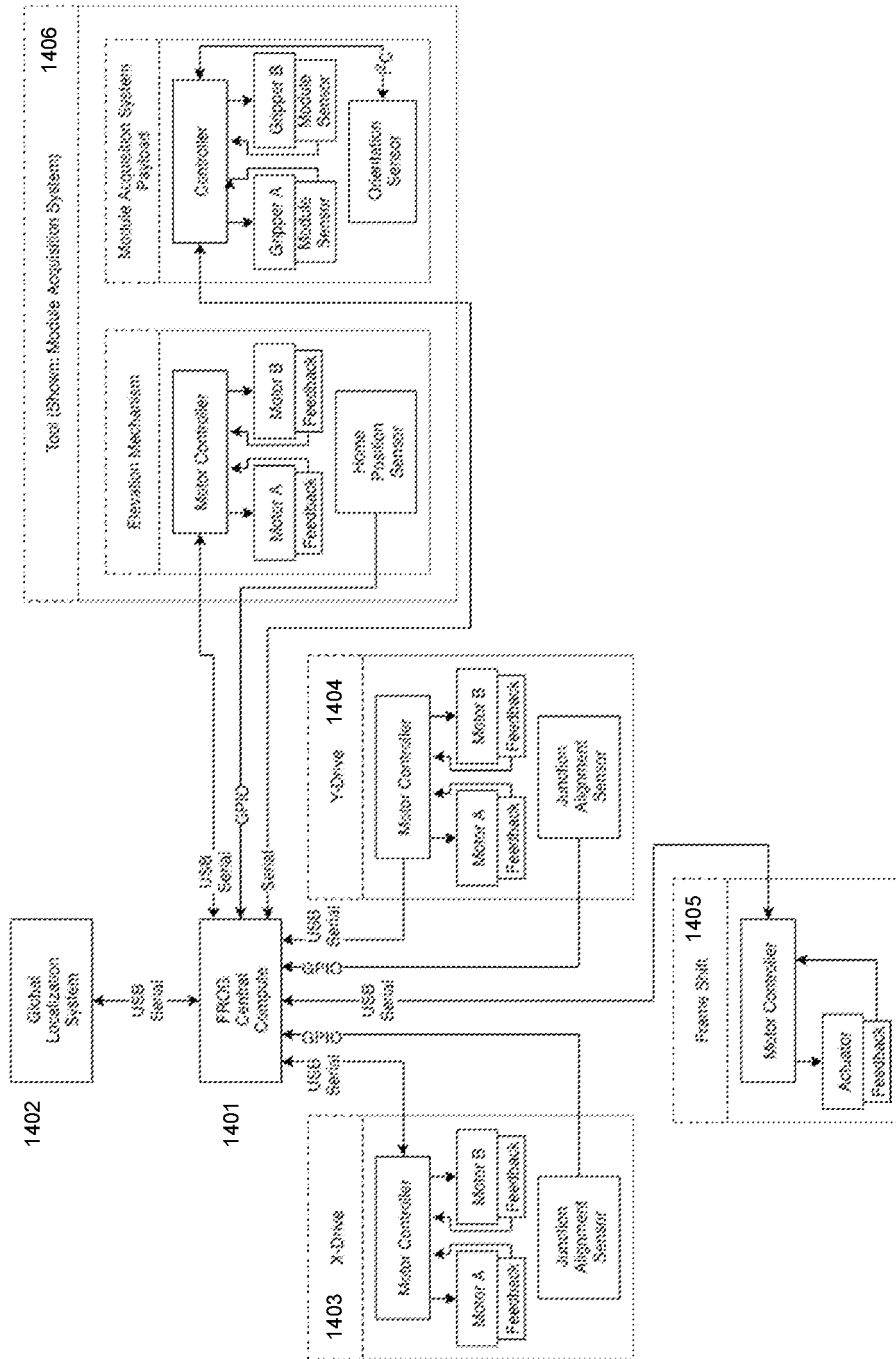 1406
Tool (Shown: Module Acquisition System)
Module Acquisition System
Payload
Controller
Gripper A
Module
Sensor
Gripper B
Module
Sensor
I²C
Orientation
Sensor
Elevation Mechanism
Motor Controller
Motor A
Feedback
Motor B
Feedback
Home
Position
Sensor
Global
Localization
System
1402
USB
Serial
FROG
Central
Compute
1401
USB
Serial
GPIO
Serial
USB
Serial
GPIO
USB
Serial
GPIO
USB
Serial
Y-Drive
1404
Motor Controller
Motor A
Feedback
Motor B
Feedback
Junction
Alignment
Sensor
X-Drive
1403
Motor Controller
Motor A
Feedback
Motor B
Feedback
Junction
Alignment
Sensor
Frame Shift
1405
Motor Controller
Actuator
Feedback